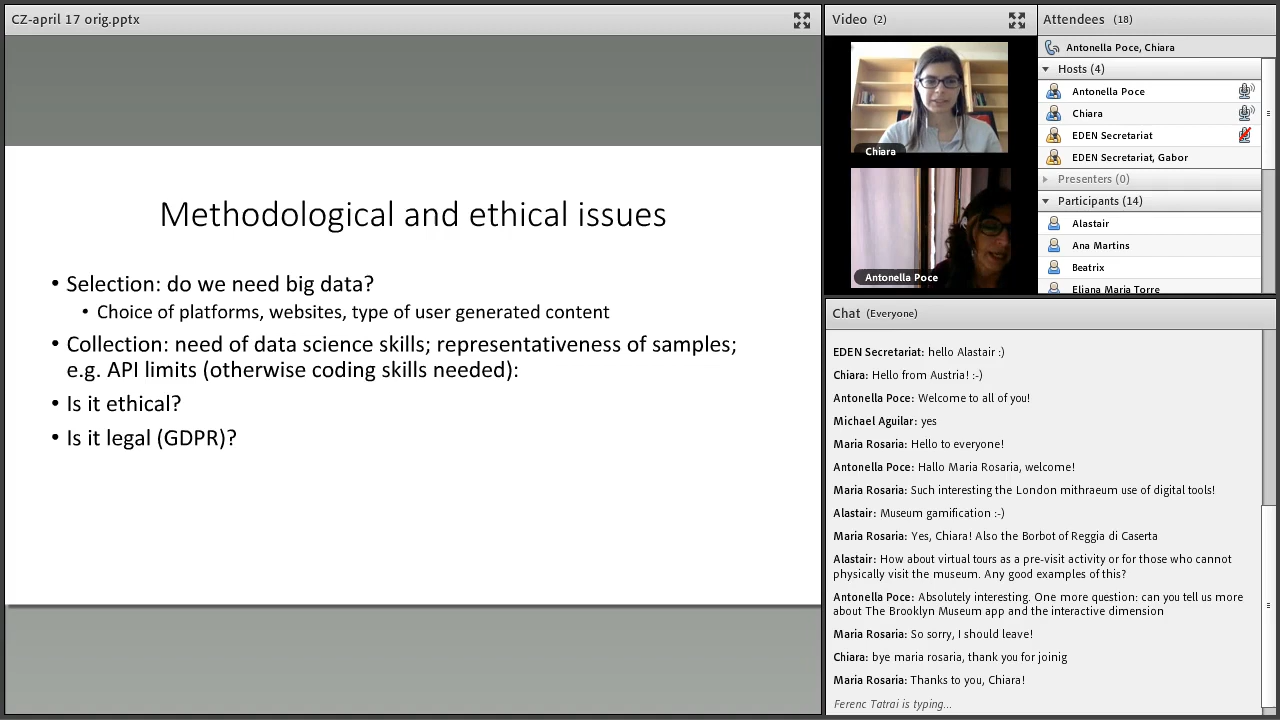 CZ-april 17 orig.pptx
Methodological and ethical issues
• Selection: do we need big data?
• Choice of platforms, websites, type of user generated content
• Collection: need of data science skills; representativeness of samples;
e.g. API limits (otherwise coding skills needed):
• Is it ethical?
• Is it legal (GDPR)?
Video (2)
Chiara
Antonella Poce
Attendees (18)
Antonella Poce, Chiara
Hosts (4)
Antonella Poce
Chiara
EDEN Secretariat
EDEN Secretariat, Gabor
Presenters (0)
Participants (14)
Alastair
Ana Martins
Beatrix
Eliana Maria Torre
Chat (Everyone)
EDEN Secretariat: hello Alastair :)
Chiara: Hello from Austria! :-)
Antonella Poce: Welcome to all of you!
Michael Aguilar: yes
Maria Rosaria: Hello to everyone!
Antonella Poce: Hallo Maria Rosaria, welcome!
Maria Rosaria: Such interesting the London mithraeum use of digital tools!
Alastair: Museum gamification :-)
Maria Rosaria: Yes, Chiara! Also the Borbot of Reggia di Caserta
Alastair: How about virtual tours as a pre-visit activity or for those who cannot
physically visit the museum. Any good examples of this?
Antonella Poce: Absolutely interesting. One more question: can you tell us more
about The Brooklyn Museum app and the interactive dimension
Maria Rosaria: So sorry, I should leave!
Chiara: bye maria rosaria, thank you for joinig
Maria Rosaria: Thanks to you, Chiara!
Ferenc Tatrai is typing...